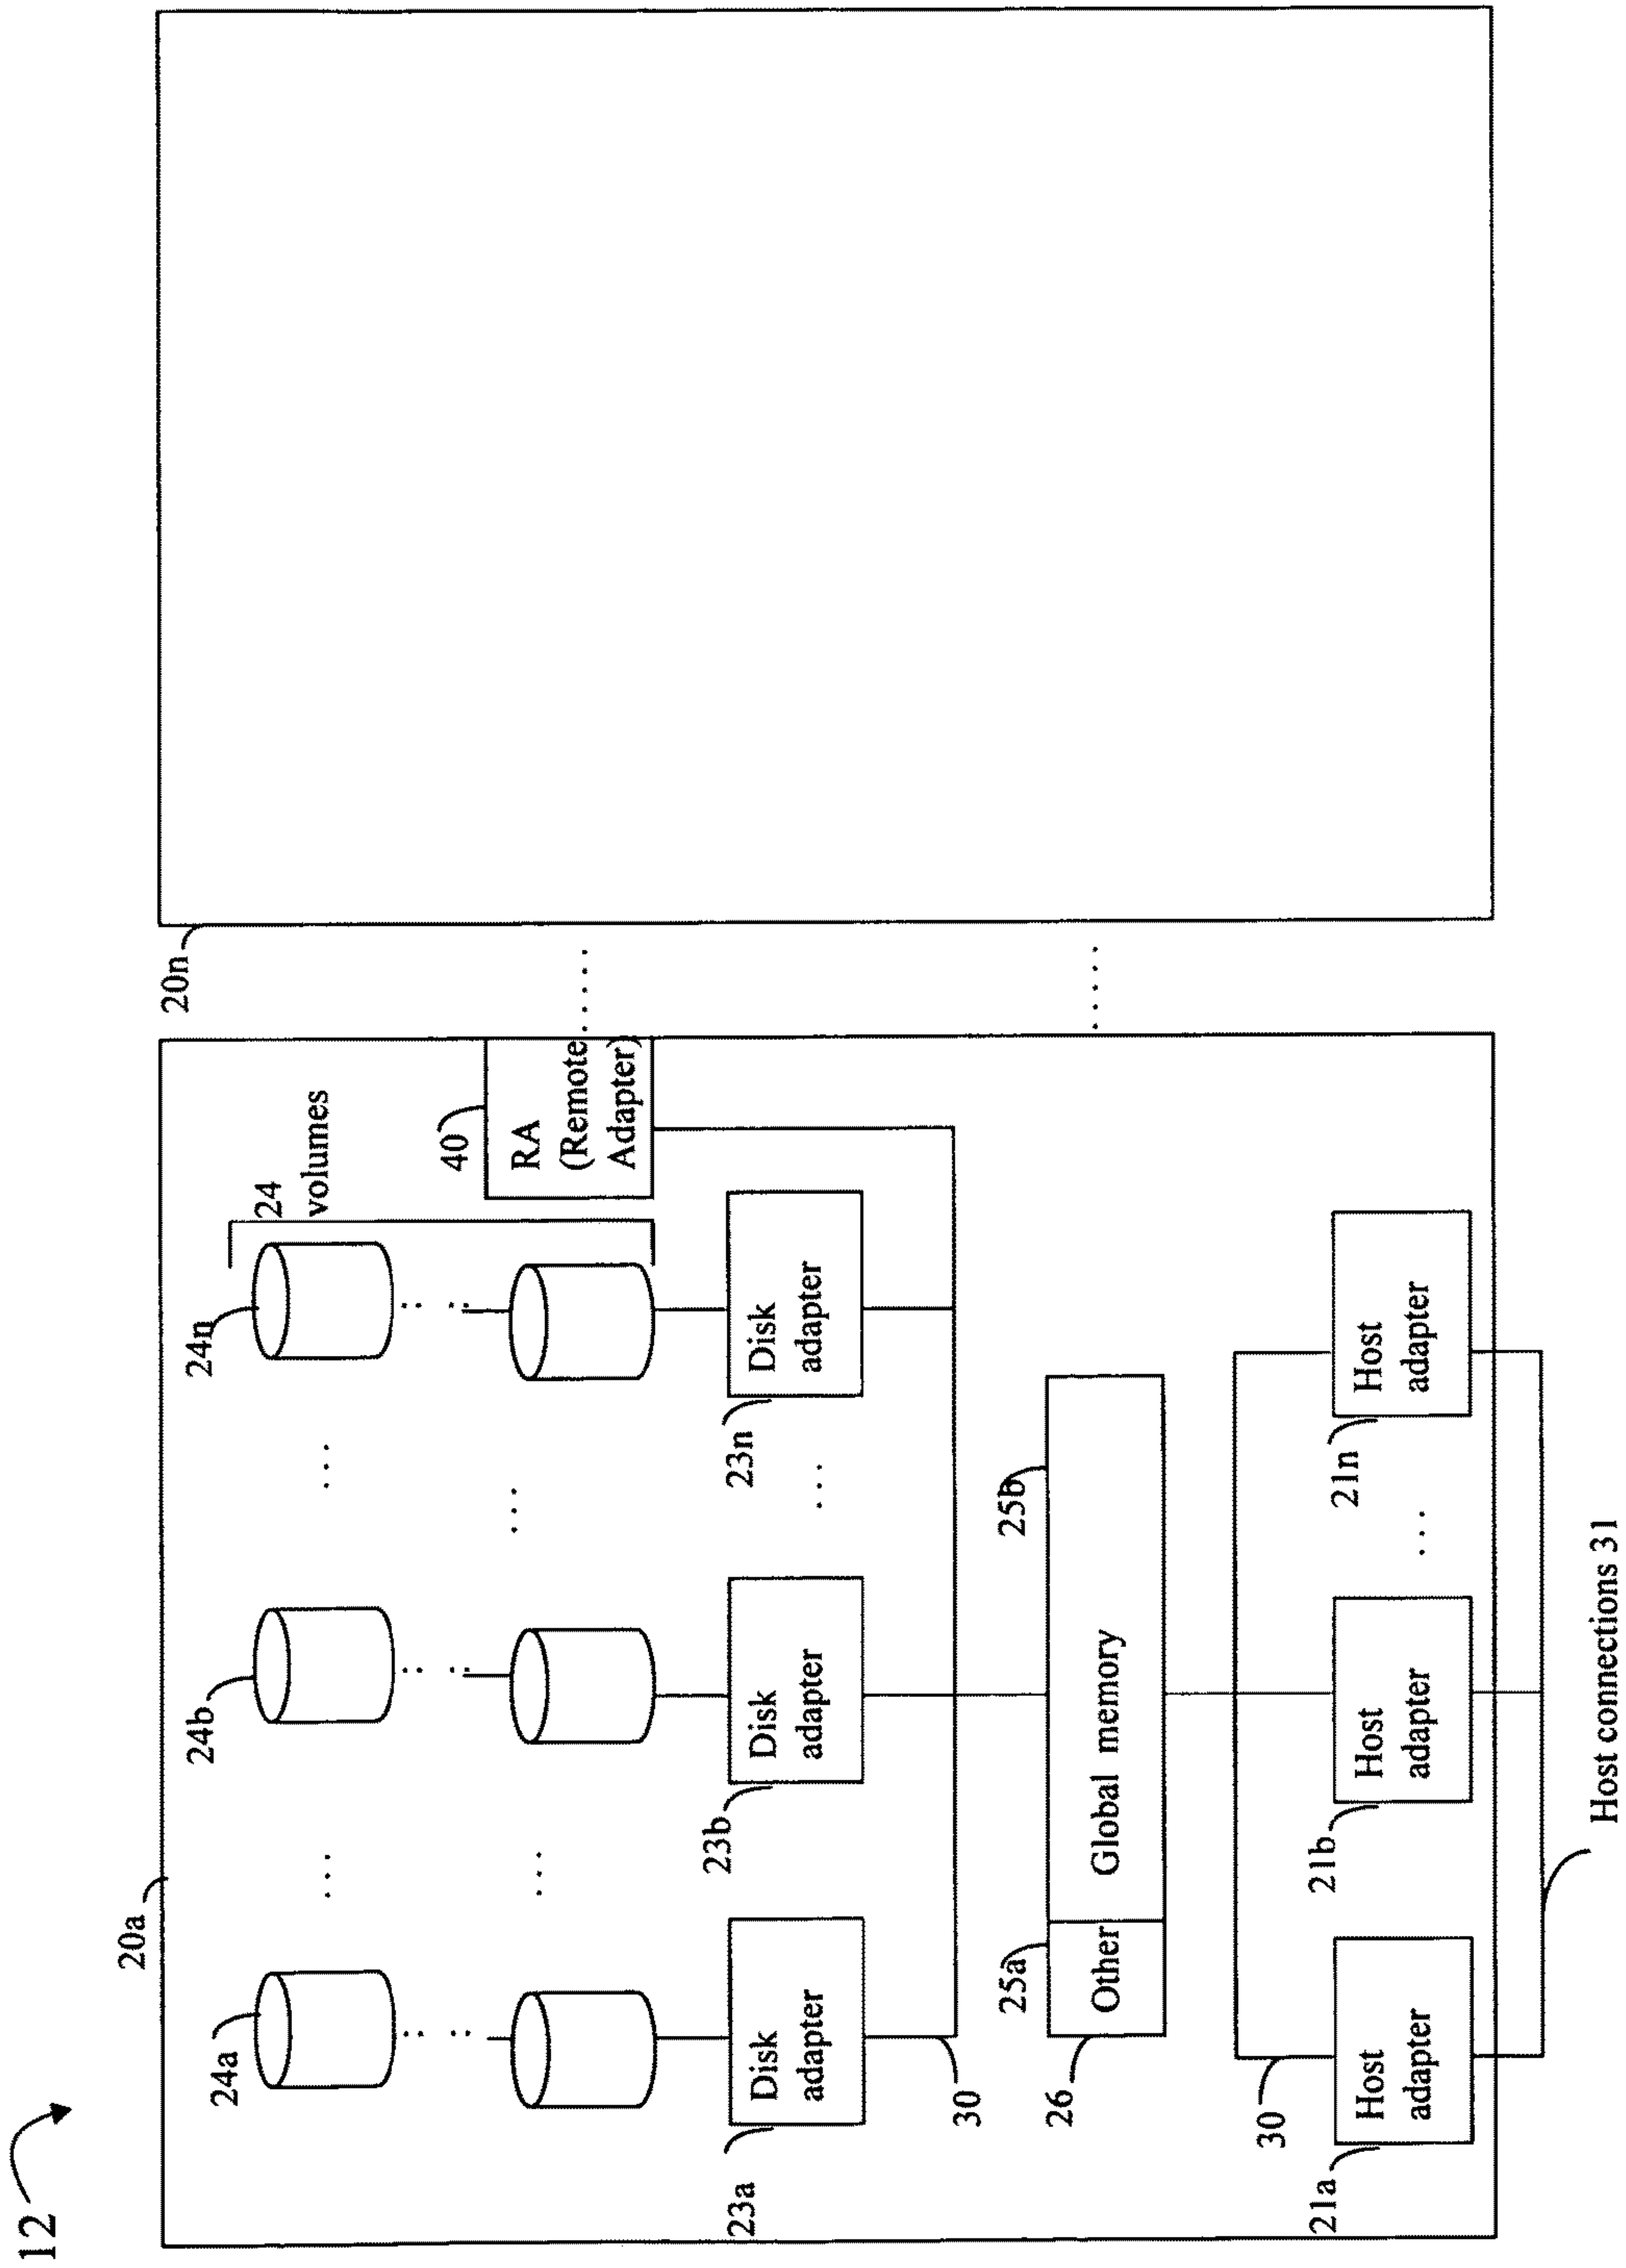 12
20a
20n
24a
24b
24n
24
volumes
40
RA
(Remote
Adapter)
23a
Disk
adapter
23b
Disk
adapter
23n
Disk
adapter
30
25a
25b
26
Other
Global memory
30
21a
Host
adapter
21b
Host
adapter
21n
Host
adapter
Host connections 31